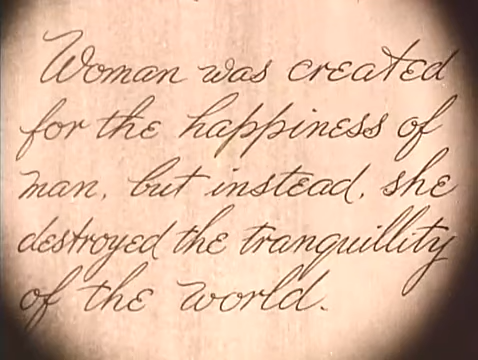 Woman was created
for the happiness of
man, but instead, she
destroyed the tranquillity
of the world.